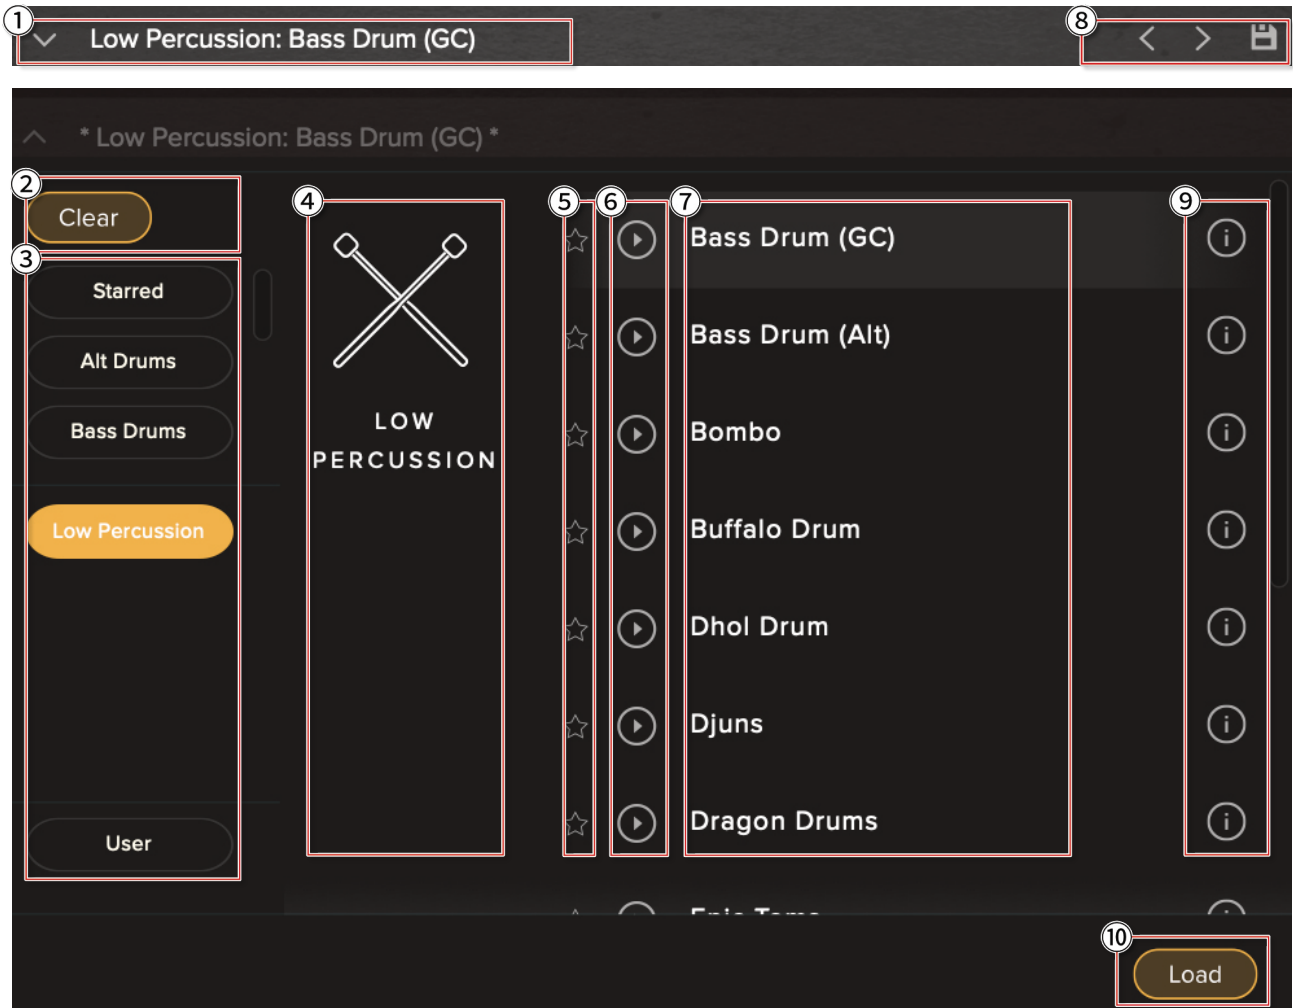 1
Low Percussion: Bass Drum (GC)
8
* Low Percussion: Bass Drum (GC) *
2
Clear
3
Starred
Alt Drums
Bass Drums
Low Percussion
User
4
LOW
PERCUSSION
5
6
7
9
Bass Drum (GC)
Bass Drum (Alt)
Bombo
Buffalo Drum
Dhol Drum
Djuns
Dragon Drums
10
Load